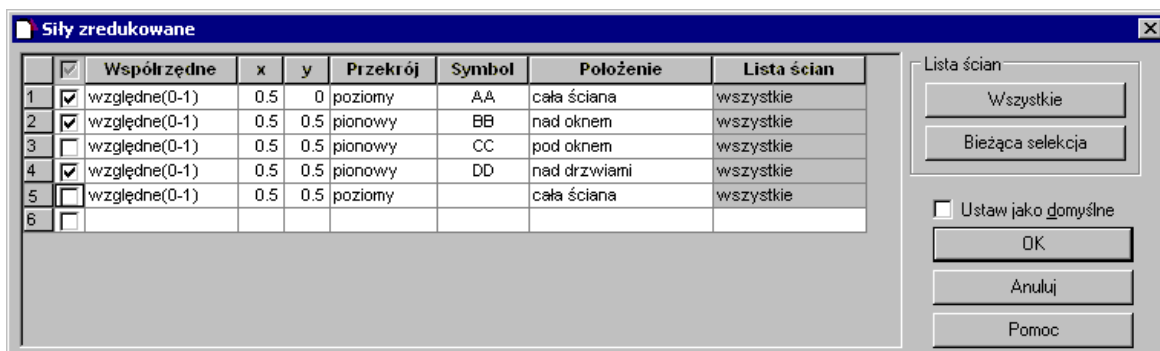 Siły zredukowane
Współrzędne x y Przekrój Symbol Położenie Lista ścian
1 względne(0-1) 0.5 0 poziomy AA cała ściana wszystkie
2 względne(0-1) 0.5 0.5 pionowy BB nad oknem wszystkie
3 względne(0-1) 0.5 0.5 pionowy CC pod oknem wszystkie
4 względne(0-1) 0.5 0.5 pionowy DD nad drzwiami wszystkie
5 względne(0-1) 0.5 0.5 poziomy cała ściana wszystkie
6
Lista ścian
Wszystkie
Bieżąca selekcja
Ustaw jako domyślne
OK
Anuluj
Pomoc